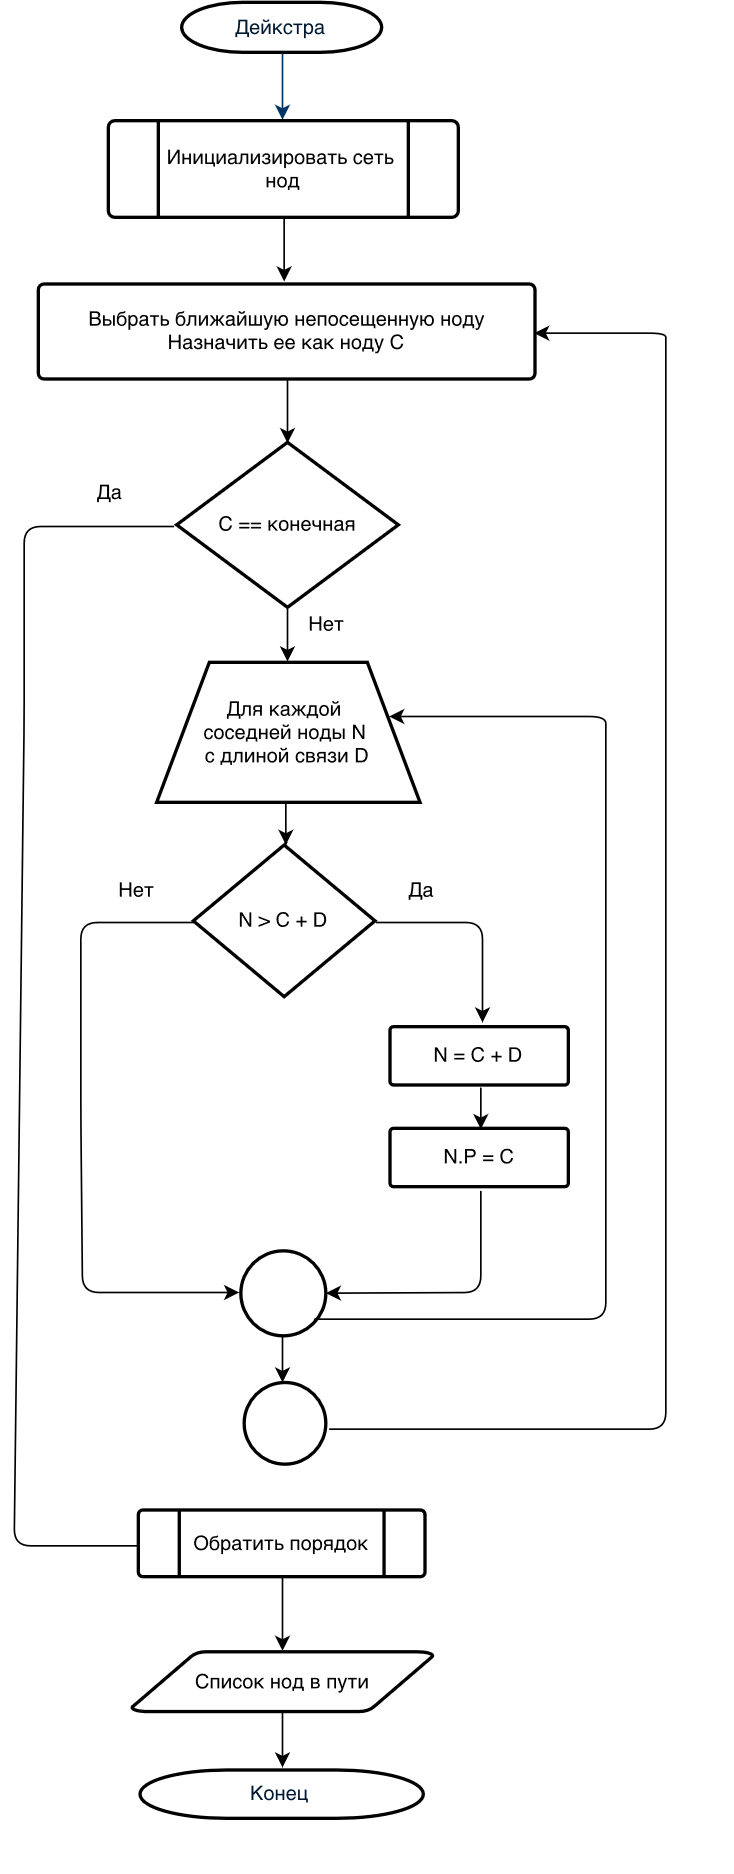 Дейкстра
Инициализировать сеть
нод
Выбрать ближайшую непосещенную ноду
Назначить ее как ноду C
Да
C == конечная
Нет
Для каждой
соседней ноды N
с длиной связи D
Нет
Да
N > C + D
N = C + D
N.P = C
Обратить порядок
Список нод в пути
Конец